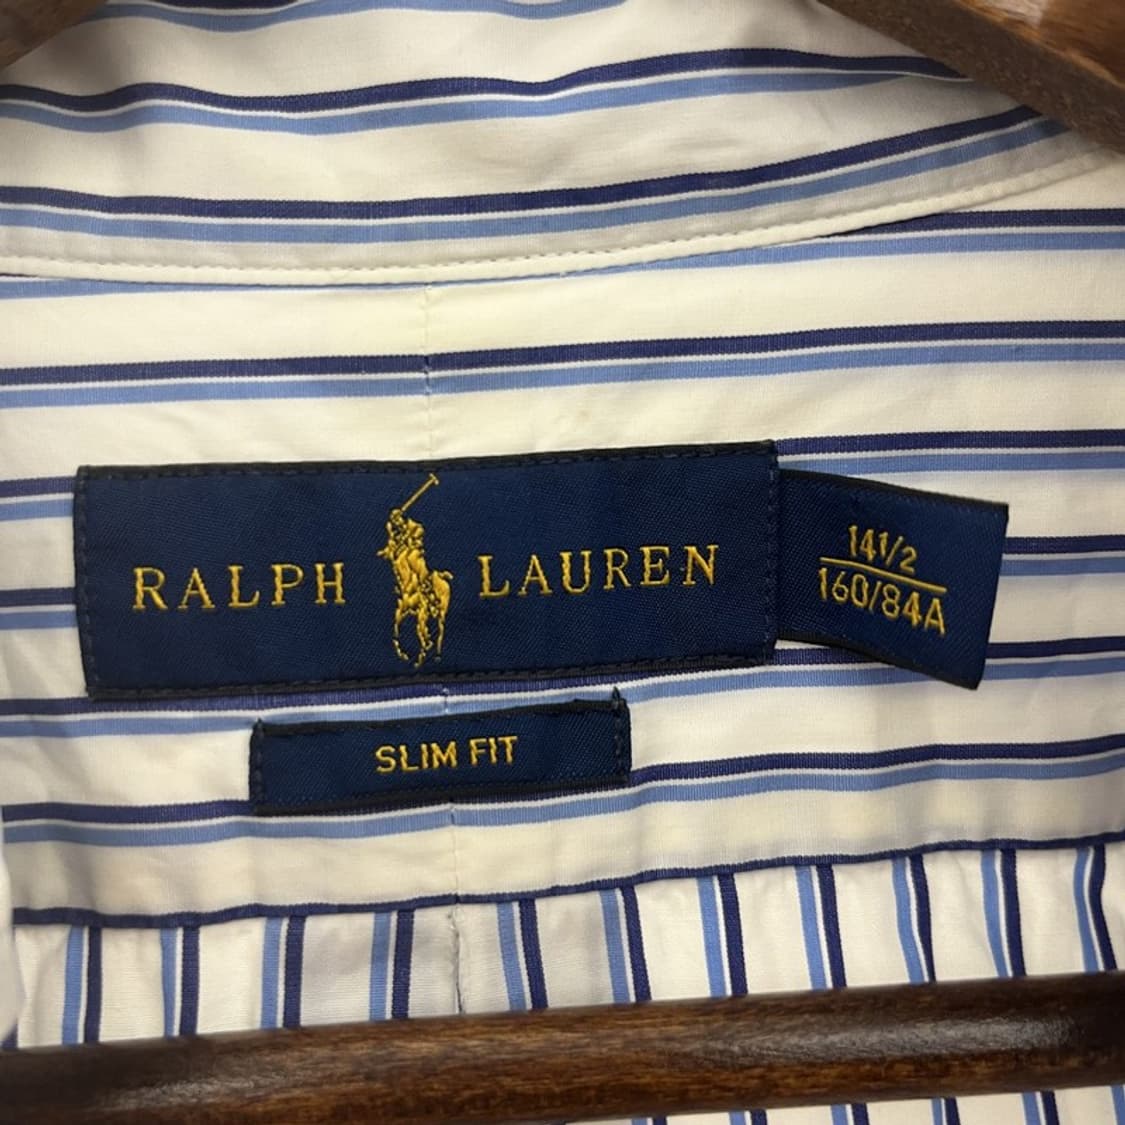 RALPH LAUREN
14 1/2
160/84A
SLIM FIT